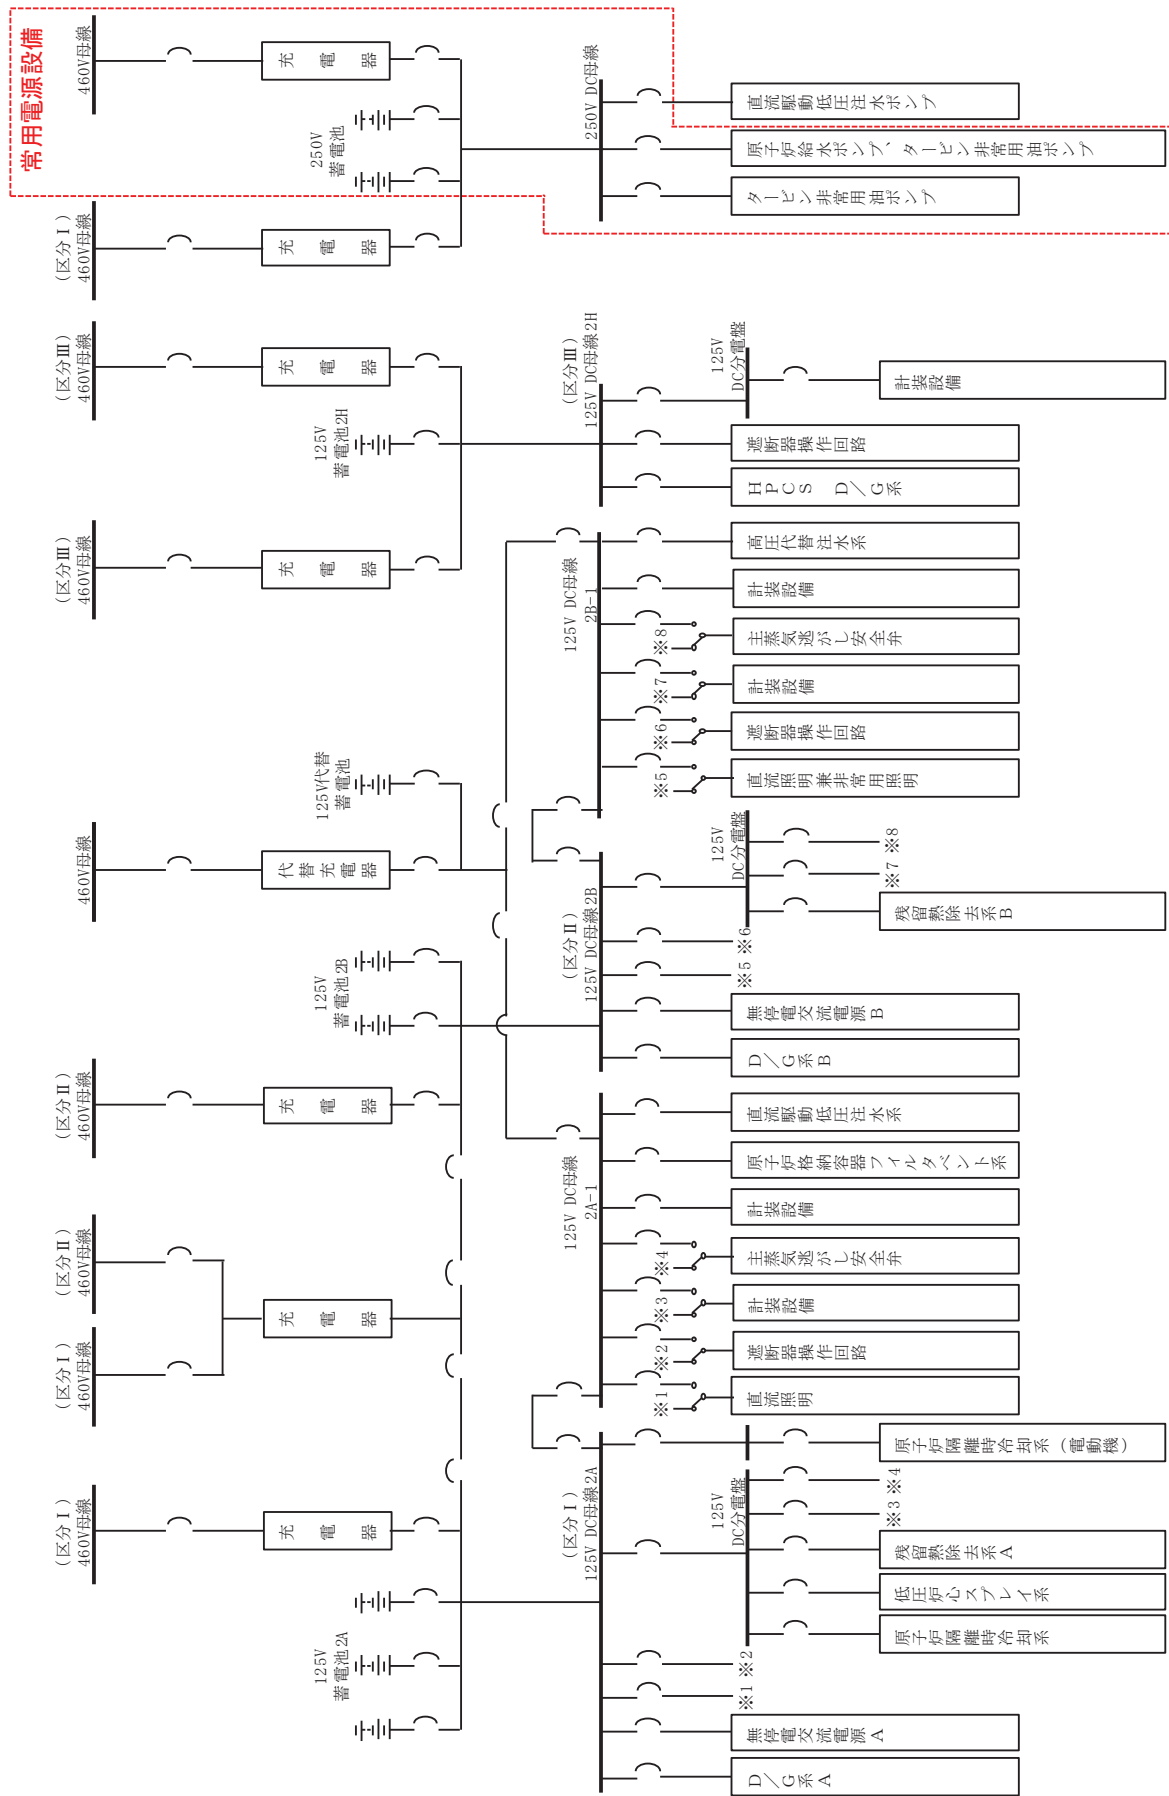 常用電源設備
(区分Ⅰ)
460V母線
(区分Ⅰ)
460V母線
(区分Ⅱ)
460V母線
(区分Ⅱ)
460V母線
460V母線
(区分Ⅲ)
460V母線
(区分Ⅲ)
460V母線
(区分Ⅰ)
460V母線
460V母線
充電器
充電器
充電器
代替充電器
充電器
充電器
充電器
充電器
125V
蓄電池2A
125V
蓄電池2B
125V代替
蓄電池
125V
蓄電池2H
250V
蓄電池
(区分Ⅰ)
125V DC母線2A
125V DC母線
2A-1
(区分Ⅱ)
125V DC母線2B
125V DC母線
2B-1
(区分Ⅲ)
125V DC母線2H
250V DC母線
D/G系A
無停電交流電源A
※1
※2
125V
DC分電盤
原子炉隔離時冷却系
低圧炉心スプレイ系
残留熱除去系A
※3
※4
原子炉隔離時冷却系(電動機)
※1
直流照明
※2
遮断器操作回路
※3
計装設備
※4
主蒸気逃がし安全弁
計装設備
原子炉格納容器フィルタベント系
直流駆動低圧注水系
D/G系B
無停電交流電源B
※5
※6
125V
DC分電盤
残留熱除去系B
※7
※8
※5
直流照明兼非常用照明
※6
遮断器操作回路
※7
計装設備
※8
主蒸気逃がし安全弁
計装設備
高圧代替注水系
HPCS D/G系
遮断器操作回路
125V
DC分電盤
計装設備
タービン非常用油ポンプ
原子炉給水ポンプ、タービン非常用油ポンプ
直流駆動低圧注水ポンプ